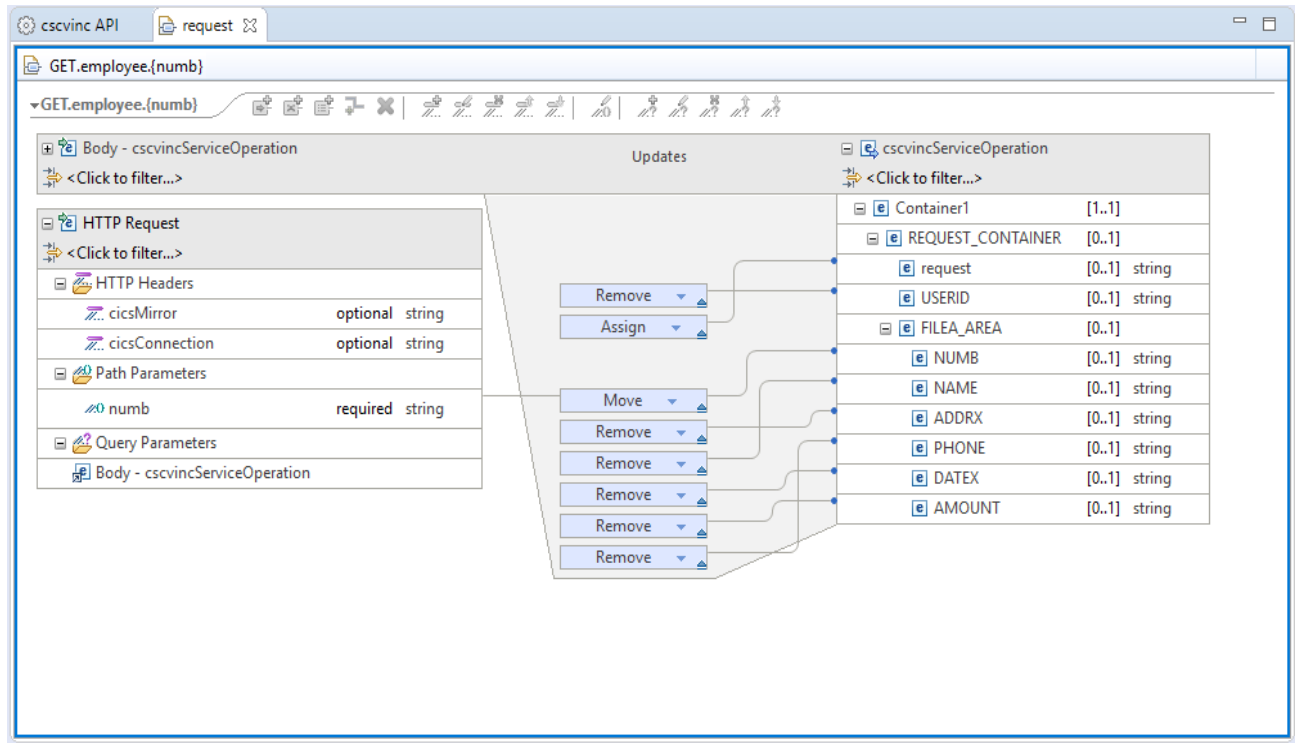 cscvinc API request
GET.employee.{numb}
GET.employee.{numb}
Body - cscvincServiceOperation
<Click to filter...>
Updates
cscvincServiceOperation
<Click to filter...>
HTTP Request
<Click to filter...>
HTTP Headers
cicsMirror optional string
cicsConnection optional string
Path Parameters
numb required string
Query Parameters
Body - cscvincServiceOperation
Remove
Assign
Move
Remove
Remove
Remove
Remove
Remove
Container1 [1..1]
REQUEST_CONTAINER [0..1]
request [0..1] string
USERID [0..1] string
FILEA_AREA [0..1]
NUMB [0..1] string
NAME [0..1] string
ADDRX [0..1] string
PHONE [0..1] string
DATEX [0..1] string
AMOUNT [0..1] string